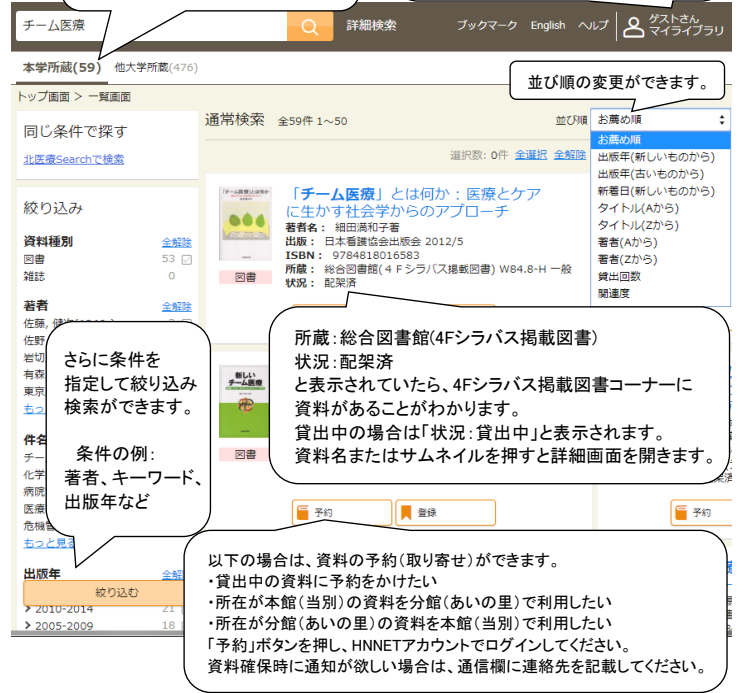 チーム医療
詳細検索
ブックマーク English ヘルプ
ゲストさん
マイライブラリ
本学所蔵(59) 他大学所蔵(476)
並び順の変更ができます。
トップ画面 > 一覧画面
同じ条件で探す
北医療Searchで検索
通常検索 全59件 1～50
並び順
お薦め順
選択数: 0件 全選択 全解除
お薦め順
出版年(新しいものから)
出版年(古いものから)
新着日(新しいものから)
タイトル(Aから)
タイトル(Zから)
著者(Aから)
著者(Zから)
貸出回数
関連度
絞り込み
資料種別 全解除
図書 53
雑誌 0
著者 全解除
佐藤,
佐野
岩切
有森
東京
もっ
件名
チー
化学
病院
医療
危機管
もっと見る
出版年 全解
絞り込む
2010-2014 21
2005-2009 18
「チーム医療」とは何か : 医療とケア
に生かす社会学からのアプローチ
著者名： 細田満和子著
出版： 日本看護協会出版会 2012/5
ISBN： 9784818016583
所蔵： 総合図書館(４Ｆシラバス掲載図書) W84.8-H 一般
状況： 配架済
図書
新しい
チーム医療
図書
さらに条件を
指定して絞り込み
検索ができます。
条件の例：
著者、キーワード、
出版年など
所蔵：総合図書館(4Fシラバス掲載図書)
状況：配架済
と表示されていたら、4Fシラバス掲載図書コーナーに
資料があることがわかります。
貸出中の場合は「状況：貸出中」と表示されます。
資料名またはサムネイルを押すと詳細画面を開きます。
予約
登録
予約
以下の場合は、資料の予約（取り寄せ）ができます。
・貸出中の資料に予約をかけたい
・所在が本館（当別）の資料を分館（あいの里）で利用したい
・所在が分館（あいの里）の資料を本館（当別）で利用したい
「予約」ボタンを押し、HNNETアカウントでログインしてください。
資料確保時に通知が欲しい場合は、通信欄に連絡先を記載してください。